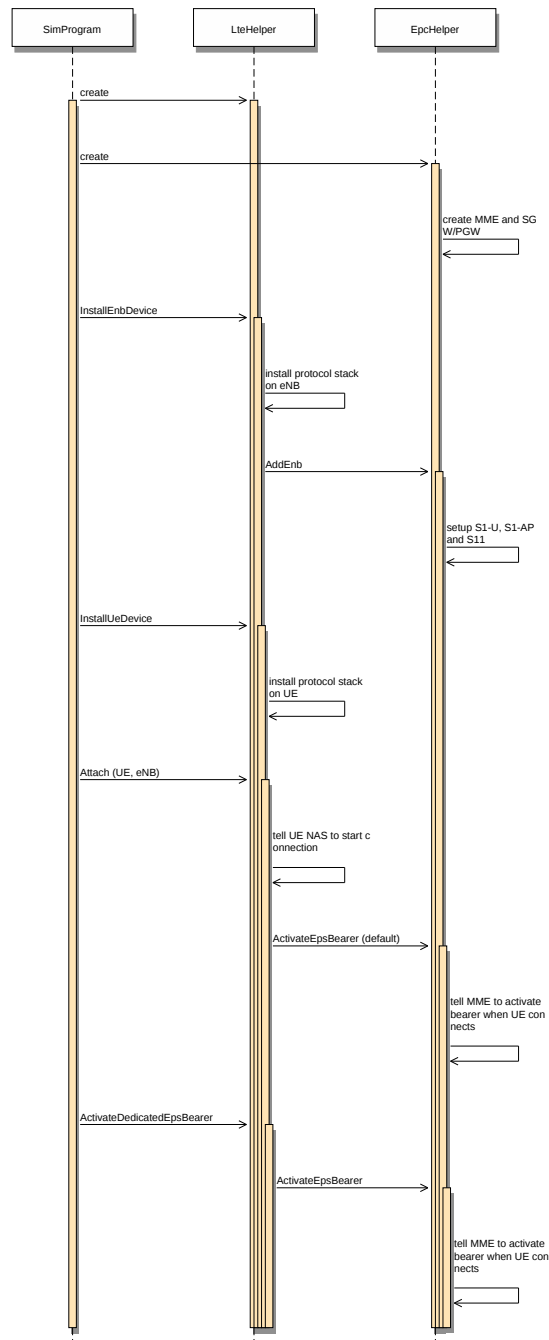 SimProgram
LteHelper
EpcHelper
create
create
create MME and SG
W/PGW
InstallEnbDevice
install protocol stack
on eNB
AddEnb
setup S1-U, S1-AP
and S11
InstallUeDevice
install protocol stack
on UE
Attach (UE, eNB)
tell UE NAS to start c
onnection
ActivateEpsBearer (default)
tell MME to activate
bearer when UE con
nects
ActivateDedicatedEpsBearer
ActivateEpsBearer
tell MME to activate
bearer when UE con
nects